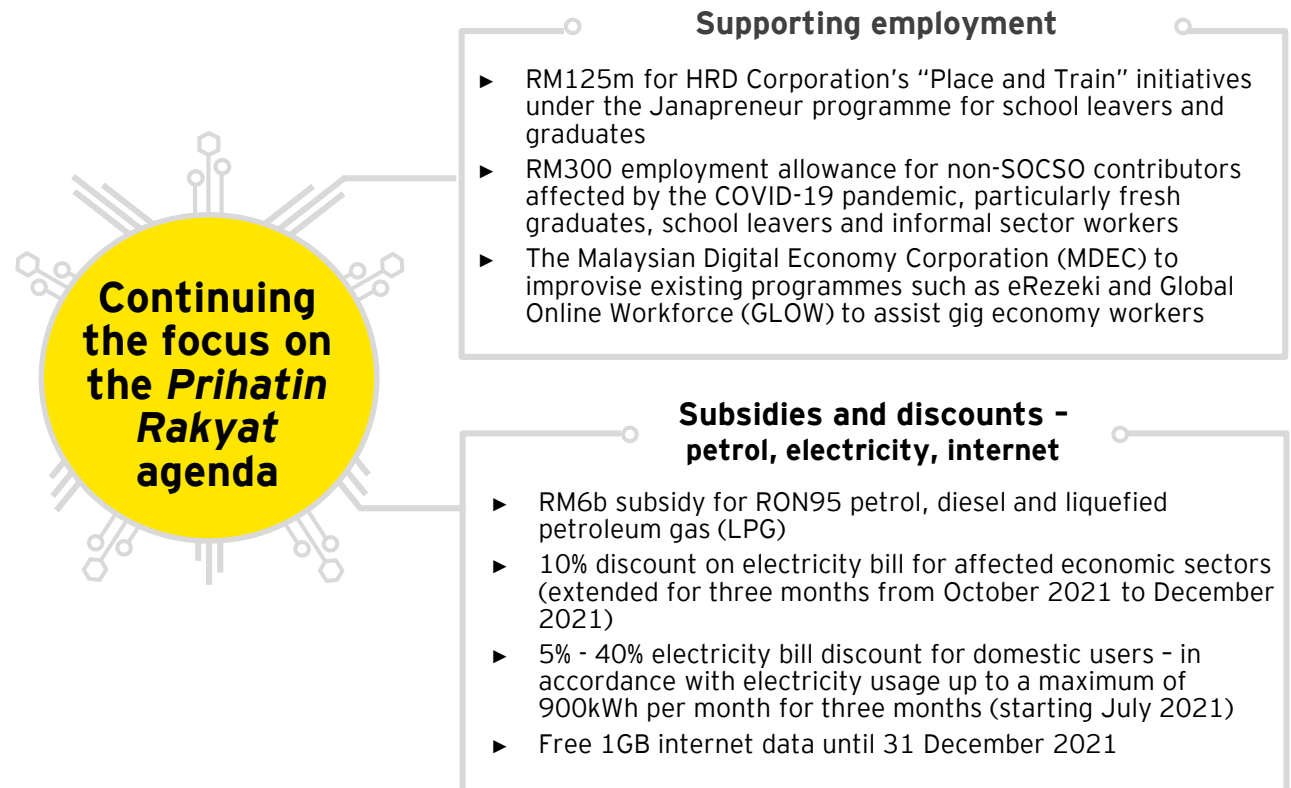 Continuing
the focus on
the Prihatin
Rakyat
agenda
Supporting employment
► RM125m for HRD Corporation's “Place and Train” initiatives
under the Janapreneur programme for school leavers and
graduates
► RM300 employment allowance for non-SOCSO contributors
affected by the COVID-19 pandemic, particularly fresh
graduates, school leavers and informal sector workers
► The Malaysian Digital Economy Corporation (MDEC) to
improvise existing programmes such as eRezeki and Global
Online Workforce (GLOW) to assist gig economy workers
Subsidies and discounts –
petrol, electricity, internet
► RM6b subsidy for RON95 petrol, diesel and liquefied
petroleum gas (LPG)
► 10% discount on electricity bill for affected economic sectors
(extended for three months from October 2021 to December
2021)
► 5% - 40% electricity bill discount for domestic users – in
accordance with electricity usage up to a maximum of
900kWh per month for three months (starting July 2021)
► Free 1GB internet data until 31 December 2021